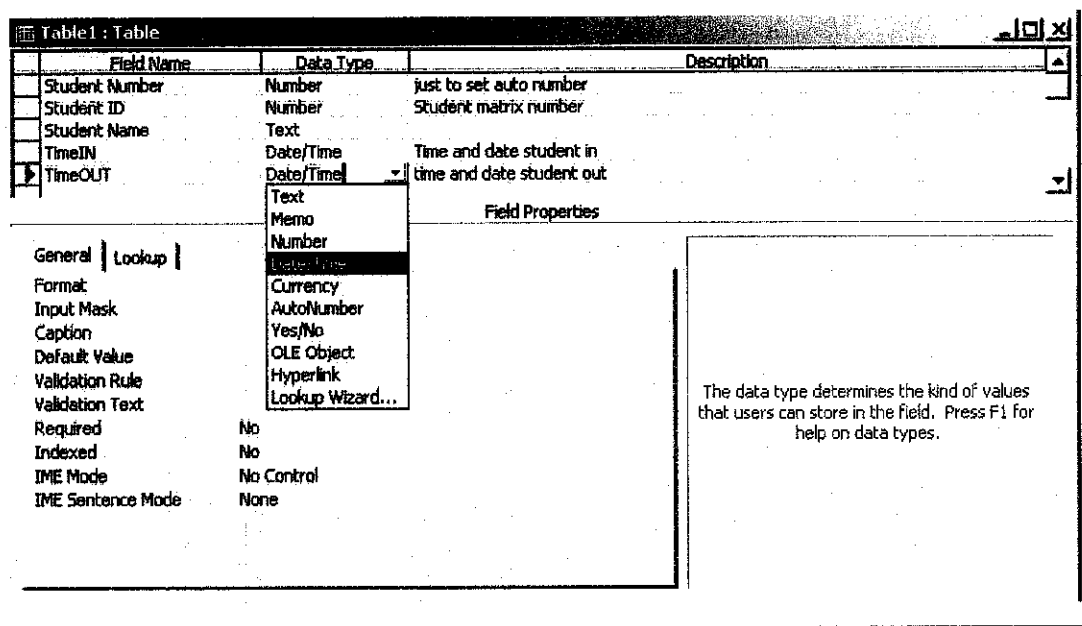 Table1 : Table
Field Name Data Type Description
Student Number Number just to set auto number
Student ID Number Student matrix number
Student Name Text
TimeIN Date/Time Time and date student in
TimeOUT Date/Time time and date student out
Text
Memo
Number
Date/Time
Currency
AutoNumber
Yes/No
OLE Object
Hyperlink
Lookup Wizard...
Field Properties
General Lookup
Format
Input Mask
Caption
Default Value
Validation Rule
Validation Text
Required No
Indexed No
IME Mode No Control
IME Sentence Mode None
The data type determines the kind of values
that users can store in the field. Press F1 for
help on data types.